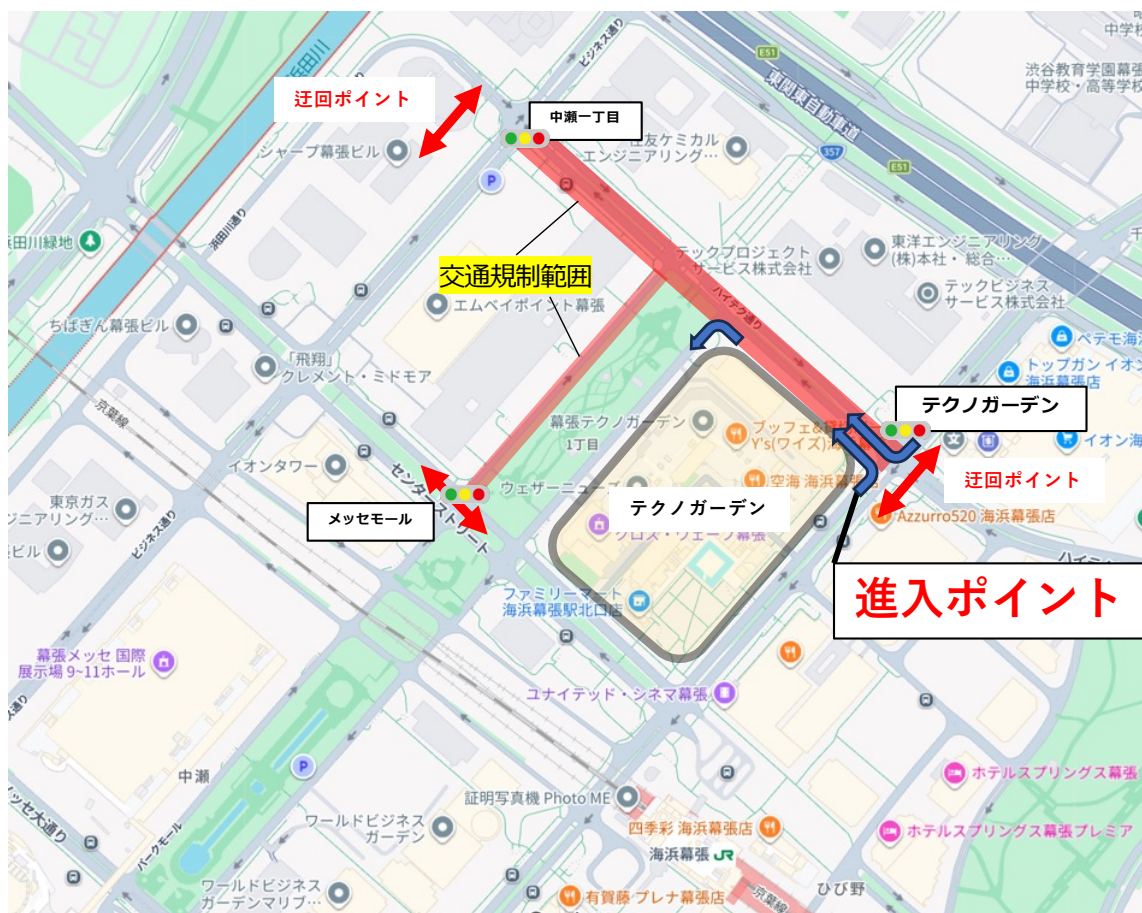 中学校
E51
浜田川
ビジネス通り
東関東自動車道
渋谷教育学園幕張
中学校・高等学校
迂回ポイント
中瀬一丁目
住友ケミカル
エンジニアリング…
357
E51
シャープ幕張ビル
P
浜田川通り
浜田川緑地
テックプロジェクト
サービス株式会社
東洋エンジニアリング
(株)本社・ 総合…
交通規制範囲
ハイテク通り
テックビジネス
サービス株式会社
エムベイポイント幕張
ちばぎん幕張ビル
「飛翔」
クレメント・ミドモア
ペテモ海浜
トップガン イオン
海浜幕張店
京葉線
テクノガーデン
幕張テクノガーデン
1丁目
ブッフェ&
Y's(ワイズ)
イオン海
イオンタワー
センターストリート
ウェザーニューズ
空海 海浜幕張店
迂回ポイント
東京ガス
ジニアリング…
ビジネス通り
メッセモール
テクノガーデン
Azzurro520 海浜幕張店
クロス・ウェーブ幕張
ビル
進入ポイント
ファミリーマート
海浜幕張駅北口店
幕張メッセ 国際
展示場 9~11ホール
ユナイテッド・シネマ幕張
中瀬
P
ホテルスプリングス幕張
証明写真機 Photo ME
メッセ大通り
パークモール
ワールドビジネス
ガーデン
四季彩 海浜幕張店
ホテルスプリングス幕張プレミア
海浜幕張 JR
ワールドビジネス
ガーデンマリブ…
有賀藤 プレナ幕張店
京葉線
ひび野